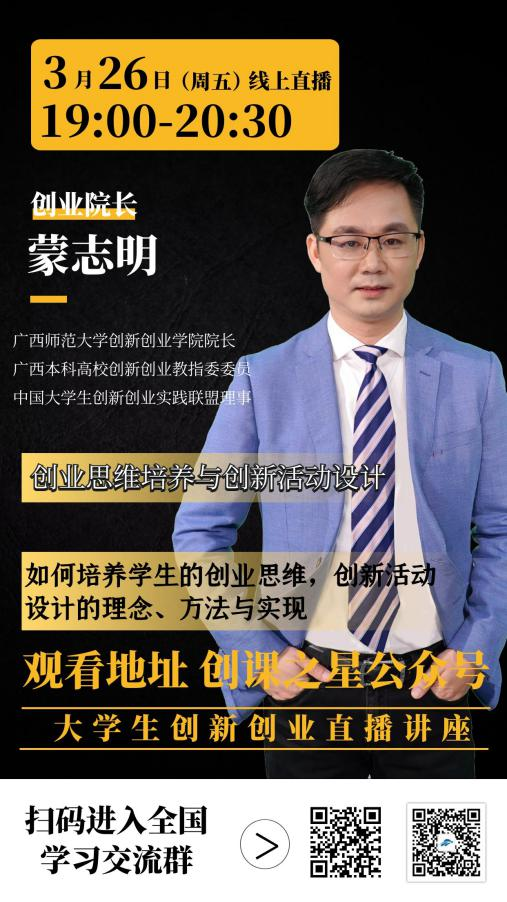 3月26日（周五）线上直播
19:00-20:30
创业院长
蒙志明
广西师范大学创新创业学院院长
广西本科高校创新创业教指委委员
中国大学生创新创业实践联盟理事
创业思维培养与创新活动设计
如何培养学生的创业思维，创新活动
设计的理念、方法与实现
观看地址 创课之星公众号
大学生创新创业直播讲座
扫码进入全国
学习交流群